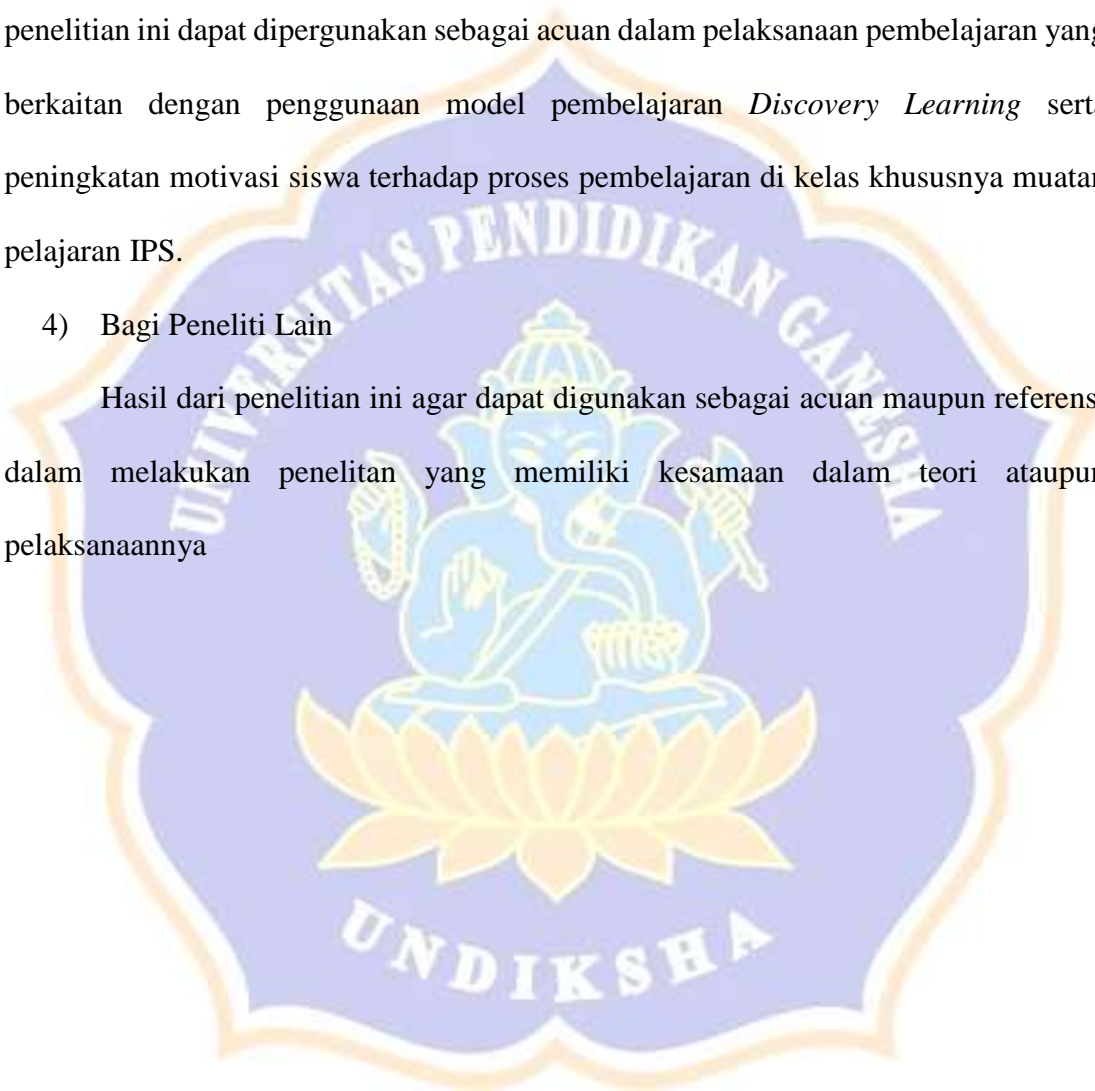 penelitian ini dapat dipergunakan sebagai acuan dalam pelaksanaan pembelajaran yang
berkaitan dengan penggunaan model pembelajaran Discovery Learning serta
peningkatan motivasi siswa terhadap proses pembelajaran di kelas khususnya muatan
pelajaran IPS.
UNIVERSITAS PENDIDIKAN GANESHA
4) Bagi Peneliti Lain
Hasil dari penelitian ini agar dapat digunakan sebagai acuan maupun referensi
dalam melakukan penelitan yang memiliki kesamaan dalam teori ataupun
pelaksanaannya
UNDIKSHA